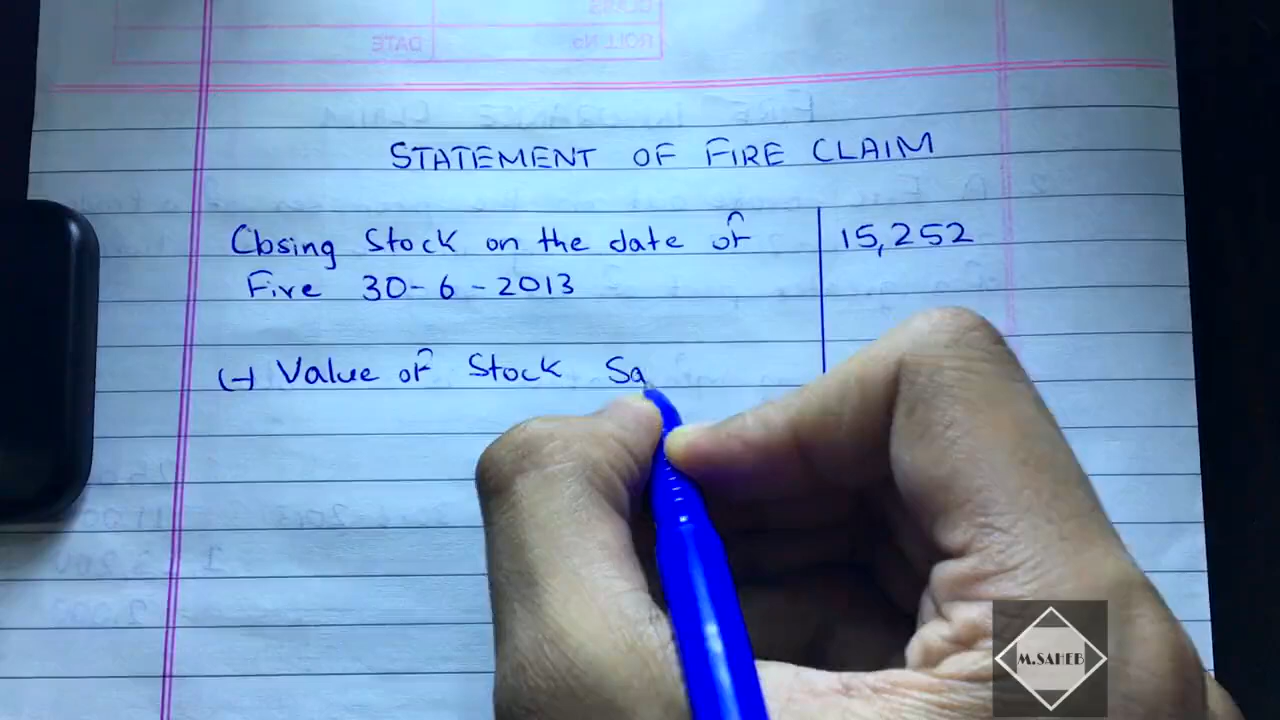 STATEMENT OF FIRE CLAIM
Closing Stock on the date of 15,252
Fire 30-6-2013
(-) Value of Stock Sa
M.SAHEB